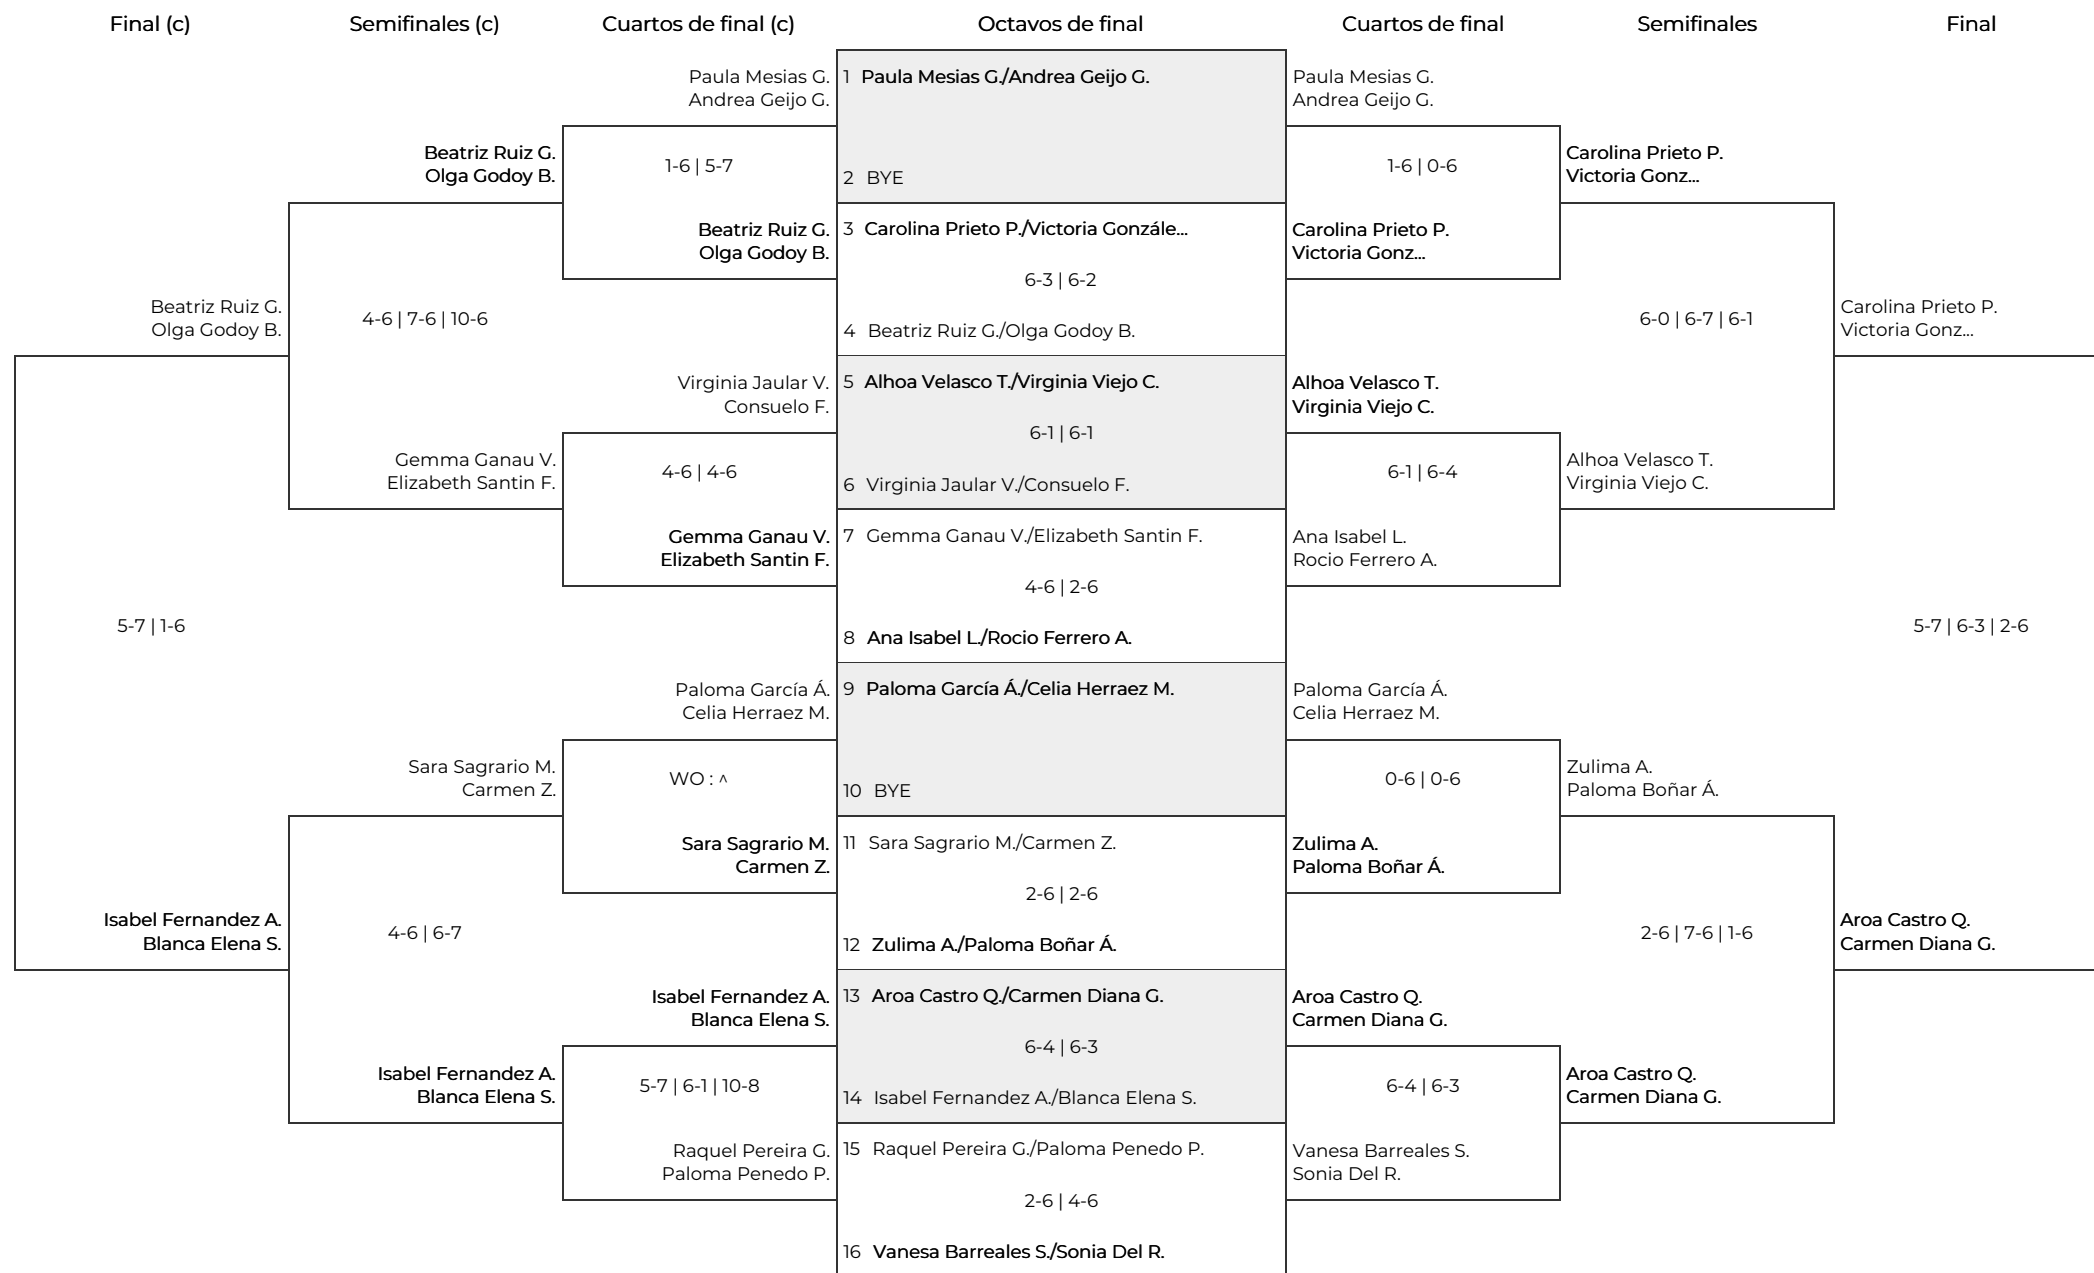 Final (c)
Semifinales (c)
Cuartos de final (c)
Octavos de final
Cuartos de final
Semifinales
Final
Beatriz Ruiz G.
Olga Godoy B.
5-7 | 1-6
Isabel Fernandez A.
Blanca Elena S.
Beatriz Ruiz G.
Olga Godoy B.
4-6 | 7-6 | 10-6
Gemma Ganau V.
Elizabeth Santin F.
Sara Sagrario M.
Carmen Z.
4-6 | 6-7
Isabel Fernandez A.
Blanca Elena S.
Paula Mesias G.
Andrea Geijo G.
1-6 | 5-7
Beatriz Ruiz G.
Olga Godoy B.
Virginia Jaular V.
Consuelo F.
4-6 | 4-6
Gemma Ganau V.
Elizabeth Santin F.
Paloma García Á.
Celia Herraez M.
WO : ^
Sara Sagrario M.
Carmen Z.
Isabel Fernandez A.
Blanca Elena S.
5-7 | 6-1 | 10-8
Raquel Pereira G.
Paloma Penedo P.
1 Paula Mesias G./Andrea Geijo G.
2 BYE
3 Carolina Prieto P./Victoria Gonzále...
6-3 | 6-2
4 Beatriz Ruiz G./Olga Godoy B.
5 Alhoa Velasco T./Virginia Viejo C.
6-1 | 6-1
6 Virginia Jaular V./Consuelo F.
7 Gemma Ganau V./Elizabeth Santin F.
4-6 | 2-6
8 Ana Isabel L./Rocio Ferrero A.
9 Paloma García Á./Celia Herraez M.
10 BYE
11 Sara Sagrario M./Carmen Z.
2-6 | 2-6
12 Zulima A./Paloma Boñar Á.
13 Aroa Castro Q./Carmen Diana G.
6-4 | 6-3
14 Isabel Fernandez A./Blanca Elena S.
15 Raquel Pereira G./Paloma Penedo P.
2-6 | 4-6
16 Vanesa Barreales S./Sonia Del R.
Paula Mesias G.
Andrea Geijo G.
1-6 | 0-6
Carolina Prieto P.
Victoria Gonz...
Alhoa Velasco T.
Virginia Viejo C.
6-1 | 6-4
Ana Isabel L.
Rocio Ferrero A.
Paloma García Á.
Celia Herraez M.
0-6 | 0-6
Zulima A.
Paloma Boñar Á.
Aroa Castro Q.
Carmen Diana G.
6-4 | 6-3
Vanesa Barreales S.
Sonia Del R.
Carolina Prieto P.
Victoria Gonz...
6-0 | 6-7 | 6-1
Alhoa Velasco T.
Virginia Viejo C.
Zulima A.
Paloma Boñar Á.
2-6 | 7-6 | 1-6
Aroa Castro Q.
Carmen Diana G.
Carolina Prieto P.
Victoria Gonz...
5-7 | 6-3 | 2-6
Aroa Castro Q.
Carmen Diana G.